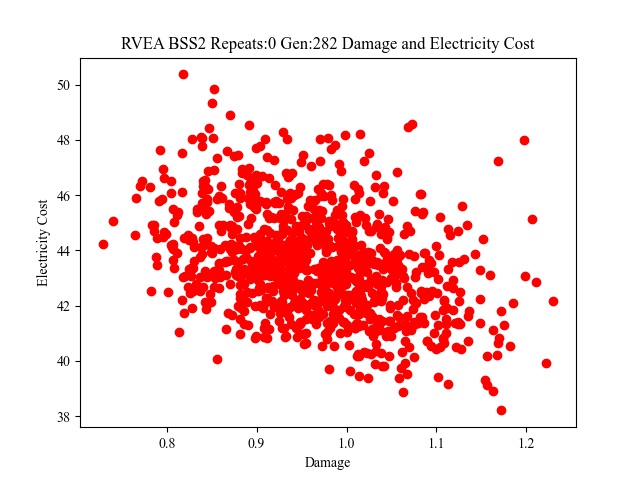 RVEA BSS2 Repeats:0 Gen:282 Damage and Electricity Cost
50
48
46
44
42
40
38
Electricity Cost
0.8 0.9 1.0 1.1 1.2
Damage